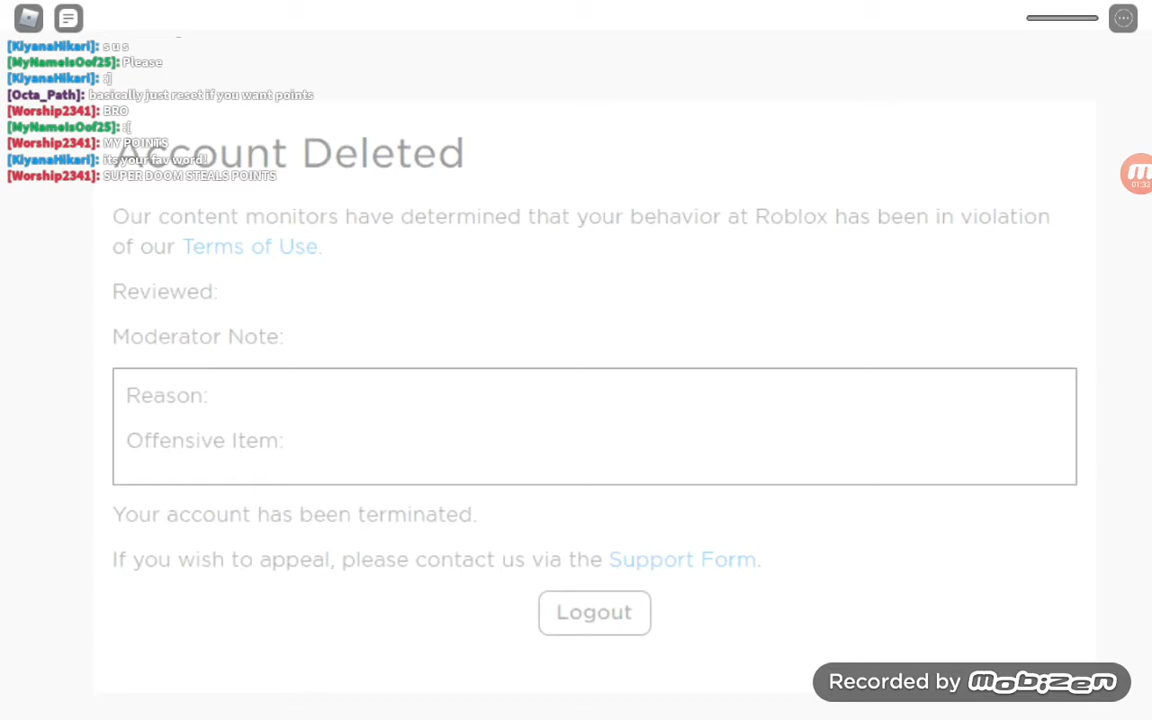 [KiyanaHikari]: s u s
[MyNameIsOof25]: Please
[KiyanaHikari]: :]
[Octa_Path]: basically just reset if you want points
[Worship2341]: BRO
[MyNameIsOof25]: :[
[Worship2341]: MY POINTS
[KiyanaHikari]: its your fav word!
[Worship2341]: SUPER DOOM STEALS POINTS
Account Deleted
Our content monitors have determined that your behavior at Roblox has been in violation
of our Terms of Use.
Reviewed:
Moderator Note:
Reason:
Offensive Item:
Your account has been terminated.
If you wish to appeal, please contact us via the Support Form.
Logout
01:32
Recorded by mobizen